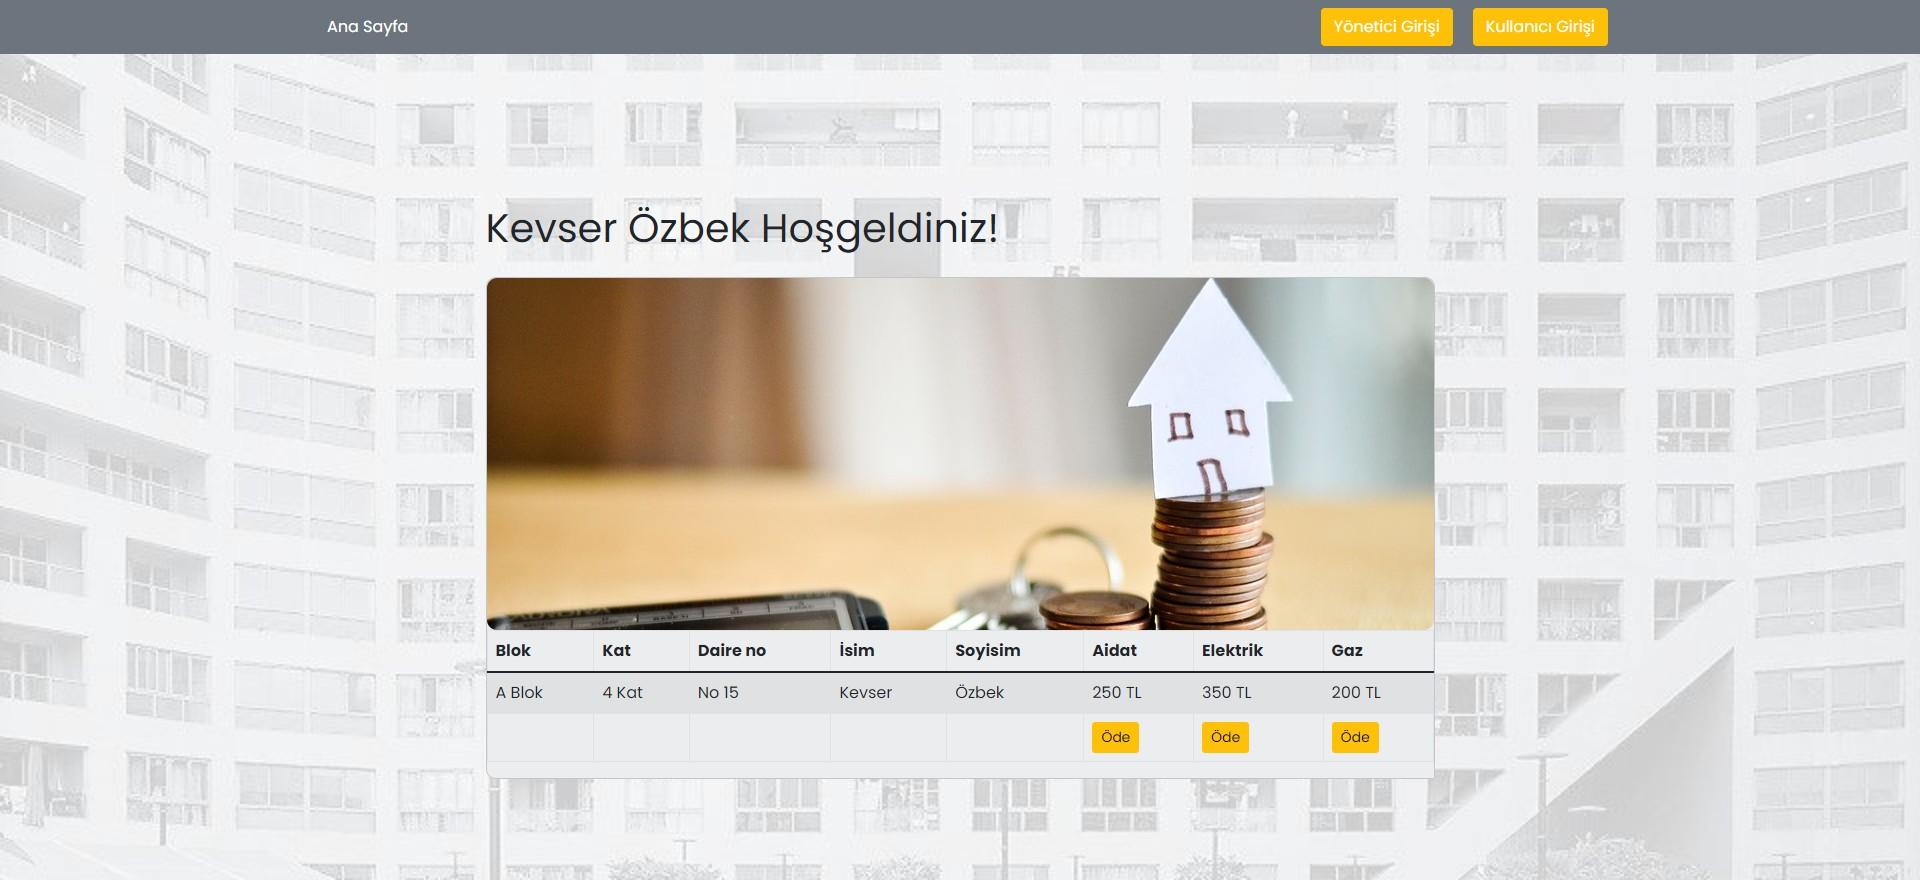 Ana Sayfa Yönetici Girişi Kullanıcı Girişi
Kevser Özbek Hoşgeldiniz!
Blok Kat Daire no İsim Soyisim Aidat Elektrik Gaz
A Blok 4 Kat No 15 Kevser Özbek 250 TL 350 TL 200 TL
Öde Öde Öde